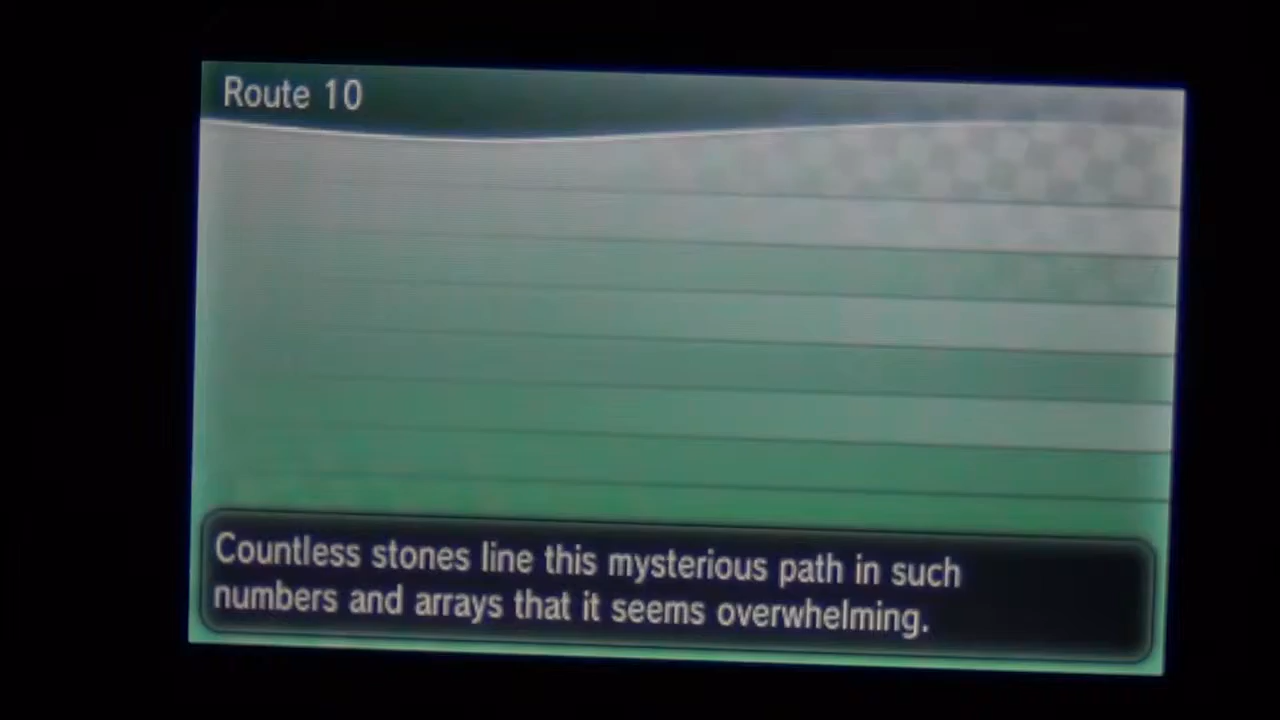 Route 10
Countless stones line this mysterious path in such
numbers and arrays that it seems overwhelming.